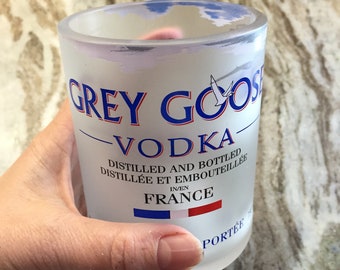 GREY GOOSE
VODKA
DISTILLED AND BOTTLED
DISTILLÉE ET EMBOUTEILLÉE
IN/EN
FRANCE
PORTÉE